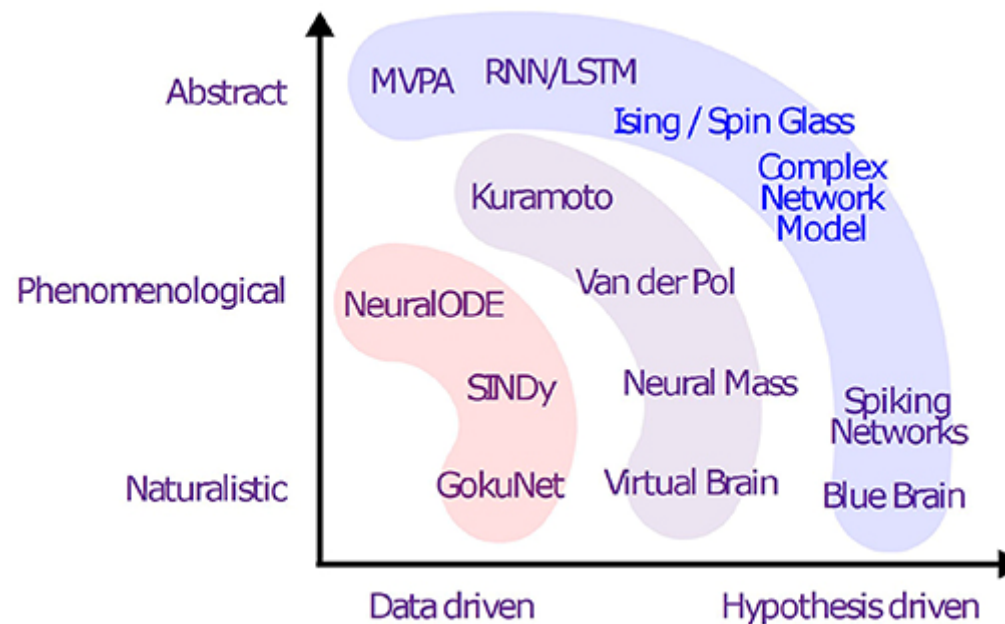 MVPA
RNN/LSTM
Abstract
Ising / Spin Glass
Complex
Network
Model
Kuramoto
Phenomenological
Van der Pol
NeuralODE
SINDy
Neural Mass
Spiking
Networks
Naturalistic
GokuNet
Virtual Brain
Blue Brain
Data driven
Hypothesis driven